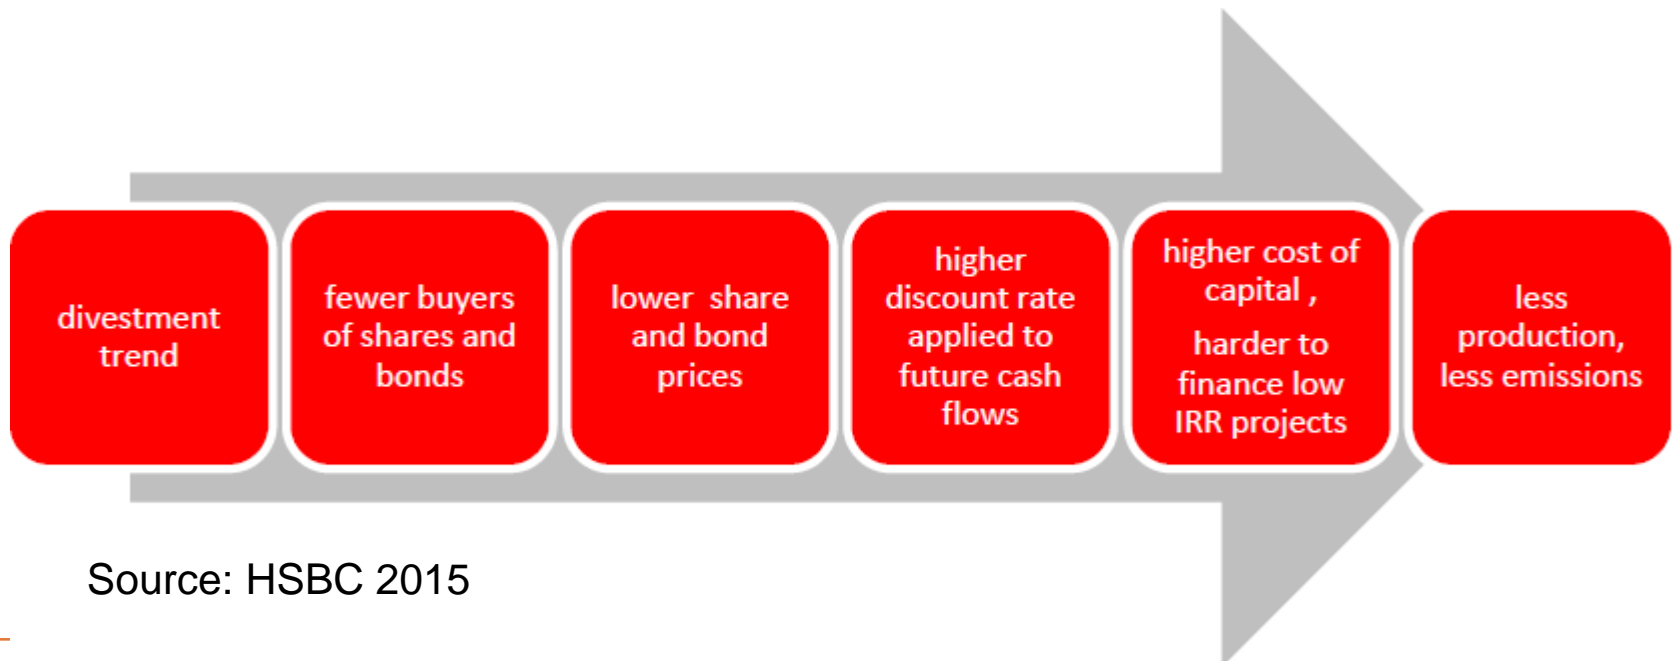 divestment
trend
fewer buyers
of shares and
bonds
lower  share
and bond
prices
higher
discount rate
applied to
future cash
flows
higher cost of
capital ,
harder to
finance low
IRR projects
less
production,
less emissions
Source: HSBC 2015